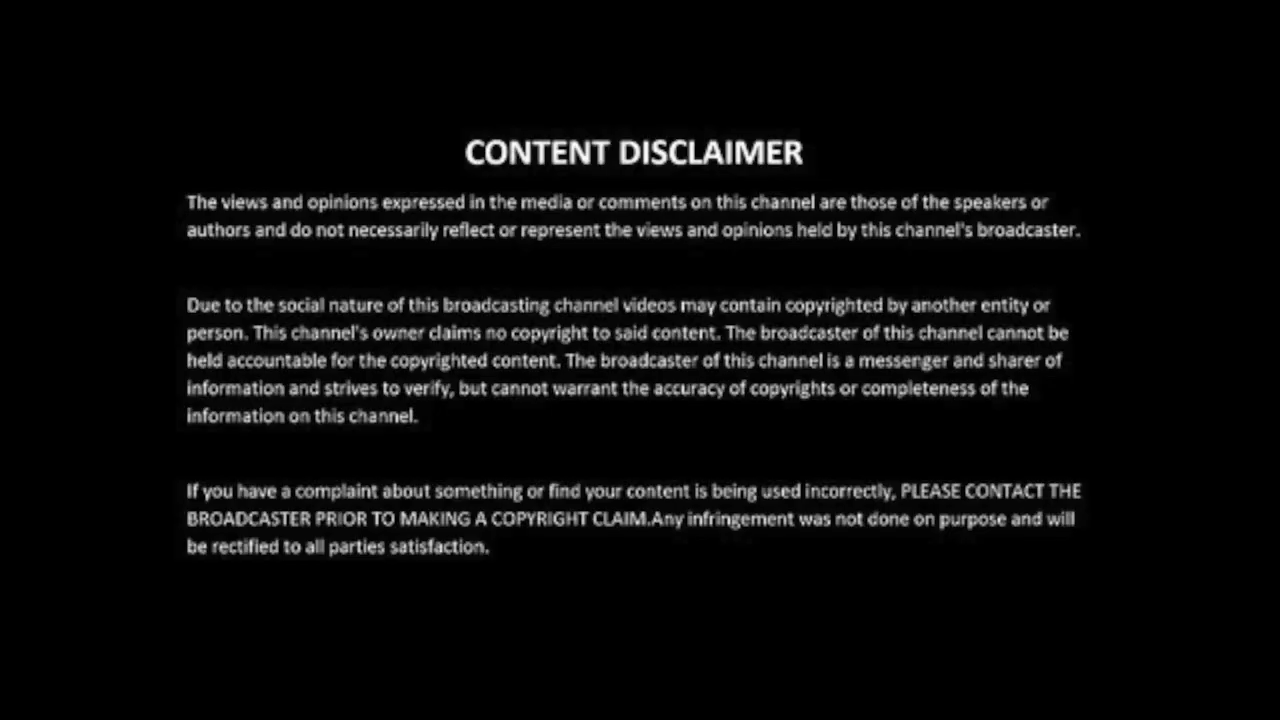 CONTENT DISCLAIMER
The views and opinions expressed in the media or comments on this channel are those of the speakers or
authors and do not necessarily reflect or represent the views and opinions held by this channel's broadcaster.
Due to the social nature of this broadcasting channel videos may contain copyrighted by another entity or
person. This channel's owner claims no copyright to said content. The broadcaster of this channel cannot be
held accountable for the copyrighted content. The broadcaster of this channel is a messenger and sharer of
information and strives to verify, but cannot warrant the accuracy of copyrights or completeness of the
information on this channel.
If you have a complaint about something or find your content is being used incorrectly, PLEASE CONTACT THE
BROADCASTER PRIOR TO MAKING A COPYRIGHT CLAIM.Any infringement was not done on purpose and will
be rectified to all parties satisfaction.